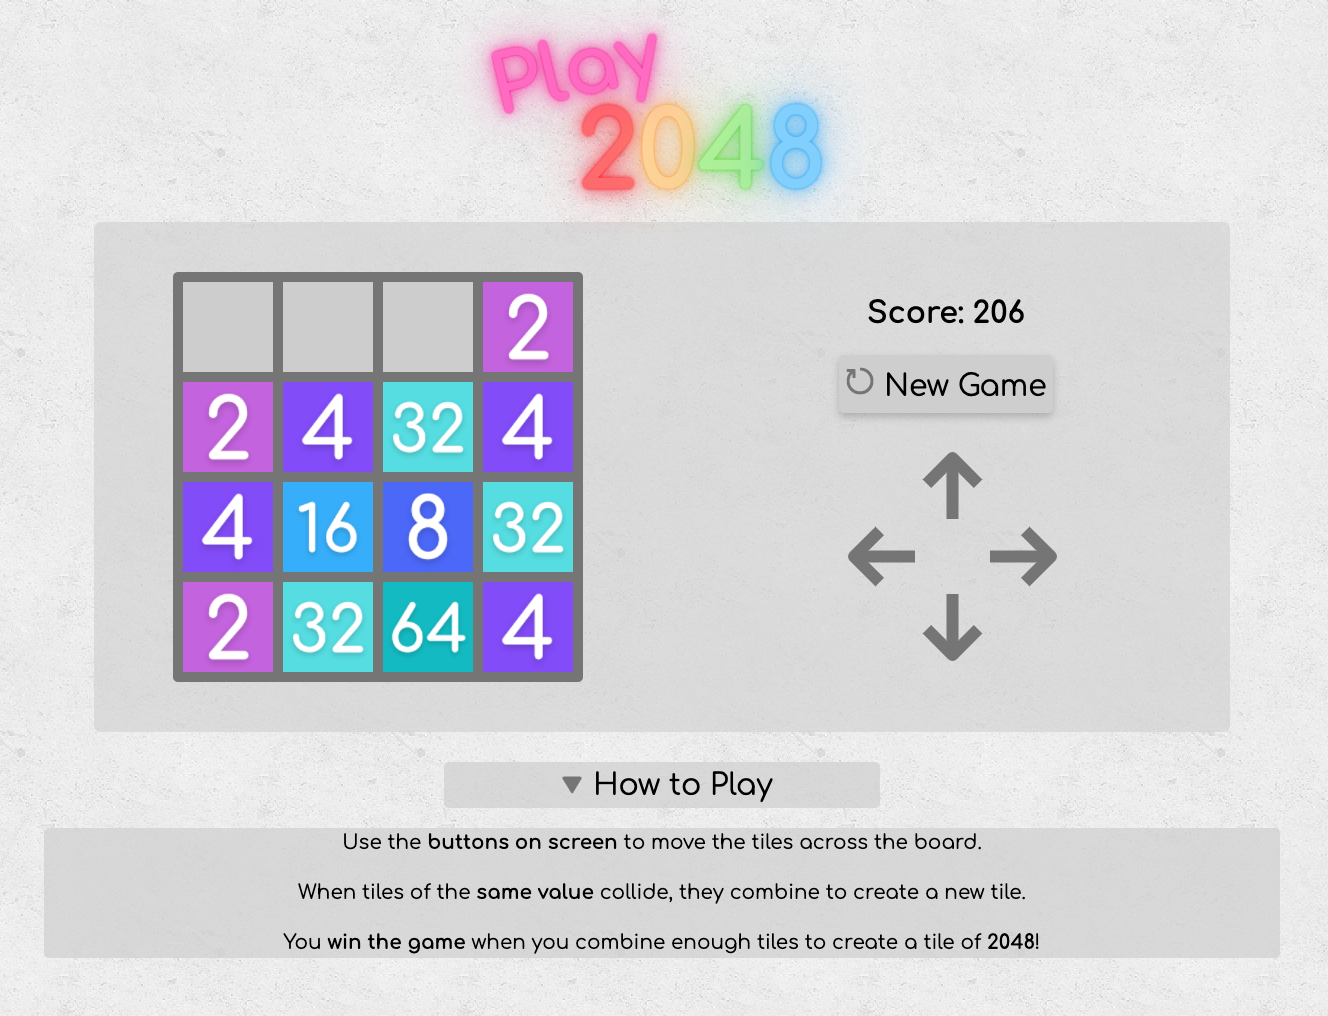 Play
2048
2
2 4 32 4
4 16 8 32
2 32 64 4
Score: 206
New Game
How to Play
Use the buttons on screen to move the tiles across the board.
When tiles of the same value collide, they combine to create a new tile.
You win the game when you combine enough tiles to create a tile of 2048!